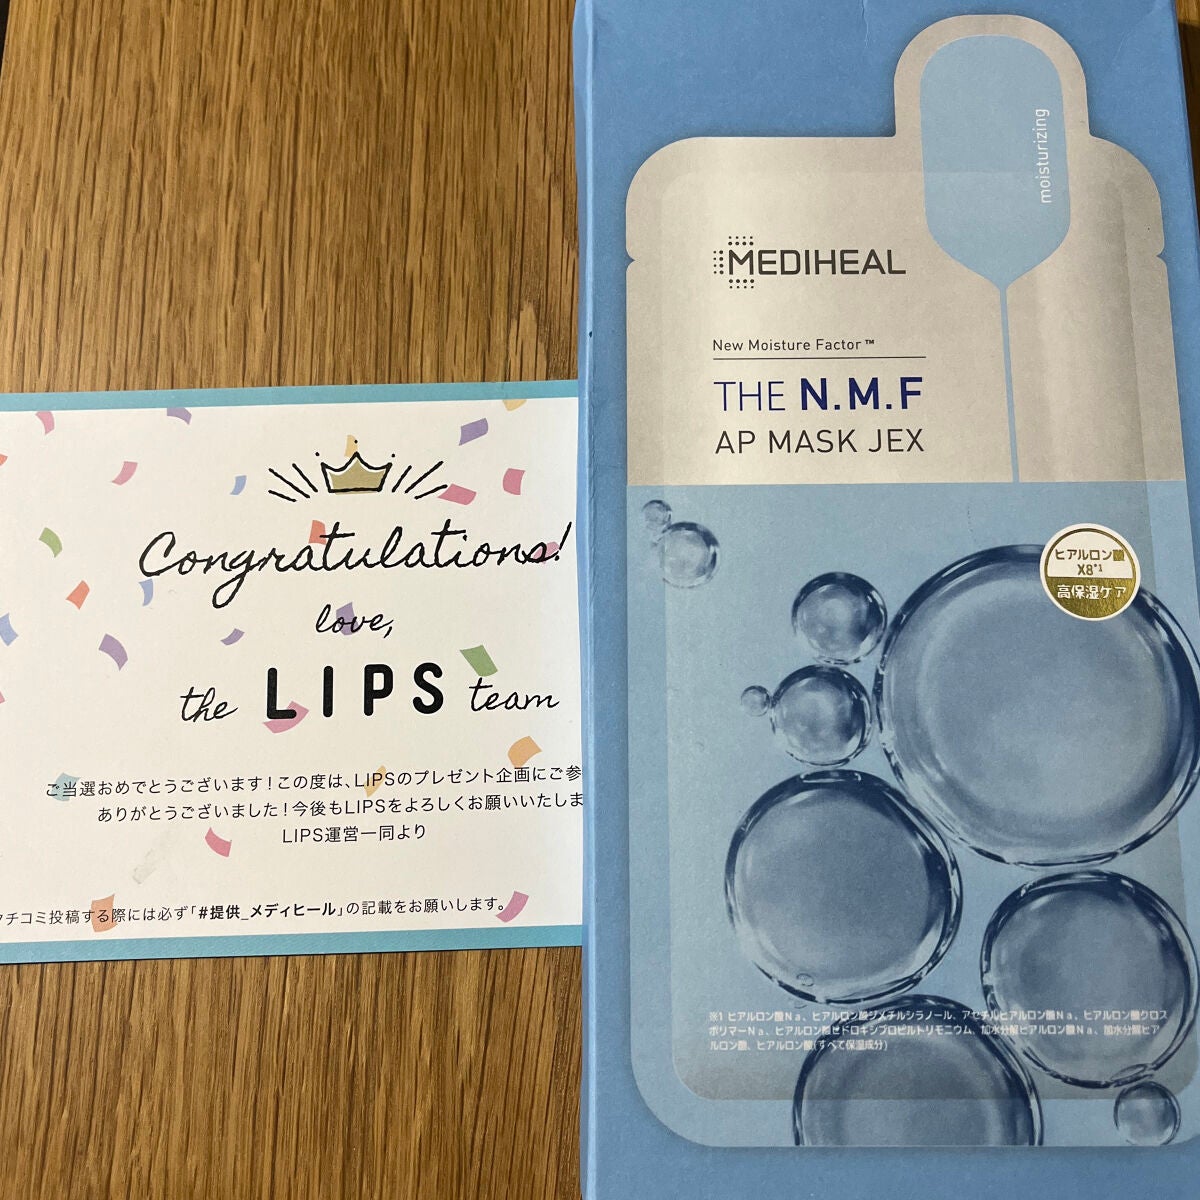 Congratulations!
love,
the LIPS team
ご当選おめでとうございます！この度は、LIPSのプレゼント企画にご参
ありがとうございました！今後もLIPSをよろしくお願いいたしま
LIPS運営一同より
クチコミ投稿する際には必ず「#提供_メディヒール」の記載をお願いします。
moisturizing
MEDIHEAL
New Moisture Factor™
THE N.M.F
AP MASK JEX
ヒアルロン酸
X8*1
高保湿ケア
※1 ヒアルロン酸Na、ヒアルロン酸ジメチルシラノール、アセチルヒアルロン酸Na、ヒアルロン酸クロス
ポリマーNa、ヒアルロン酸ヒドロキシプロピルトリモニウム、加水分解ヒアルロン酸Na、加水分解ヒア
ルロン酸、ヒアルロン酸(すべて保湿成分)